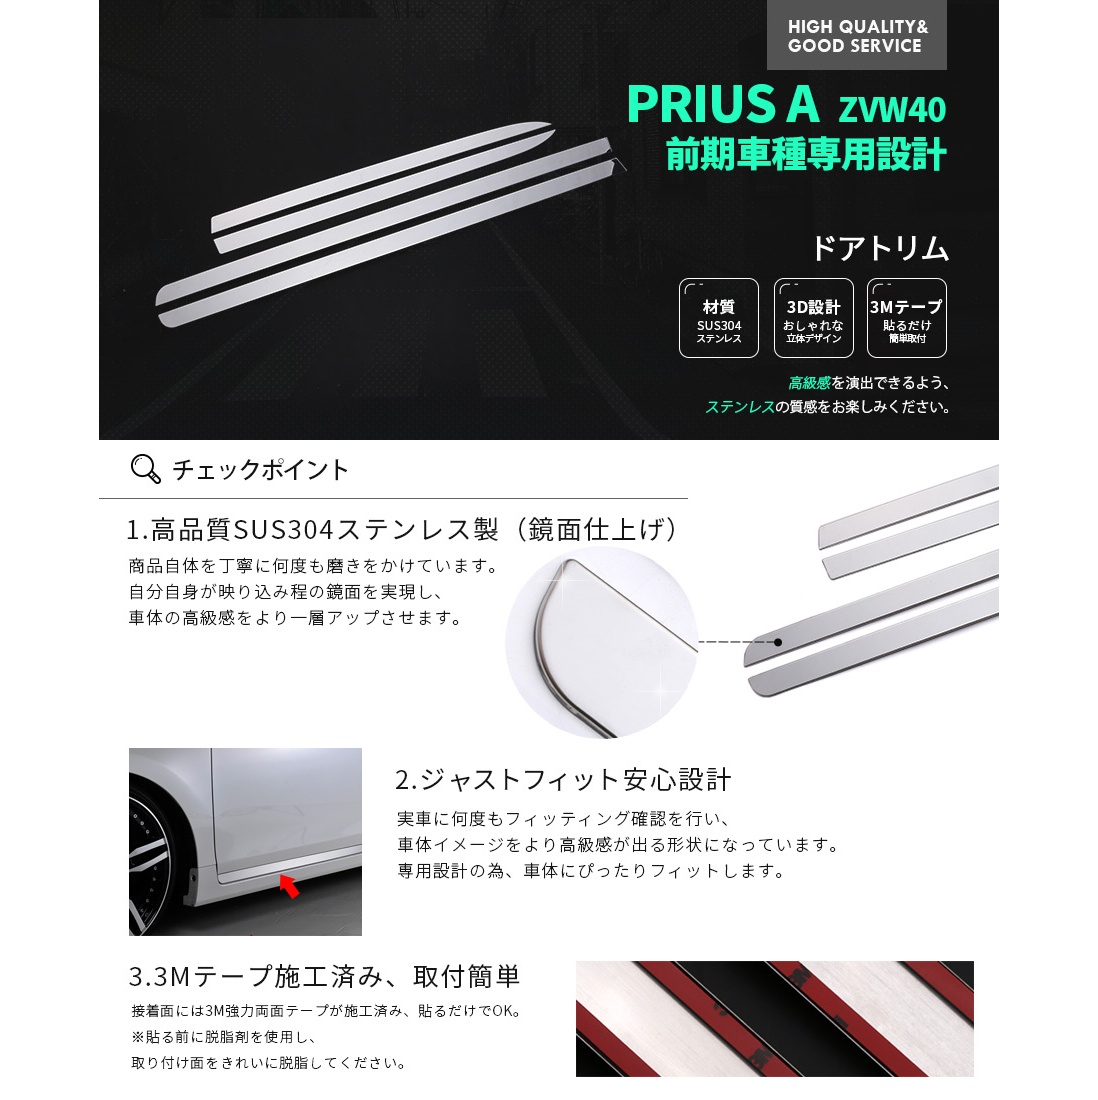 HIGH QUALITY&
GOOD SERVICE
PRIUS A ZVW40
前期車種専用設計
ドアトリム
材質
SUS304
ステンレス
3D設計
おしゃれな
立体デザイン
3Mテープ
貼るだけ
簡単取付
高級感を演出できるよう、
ステンレスの質感をお楽しみください。
チェックポイント
1.高品質SUS304ステンレス製（鏡面仕上げ）
商品自体を丁寧に何度も磨きをかけています。
自分自身が映り込み程の鏡面を実現し、
車体の高級感をより一層アップさせます。
2.ジャストフィット安心設計
実車に何度もフィッティング確認を行い、
車体イメージをより高級感が出る形状になっています。
専用設計の為、車体にぴったりフィットします。
3.3Mテープ施工済み、取付簡単
接着面には3M強力両面テープが施工済み、貼るだけでOK。
※貼る前に脱脂剤を使用し、
取り付け面をきれいに脱脂してください。